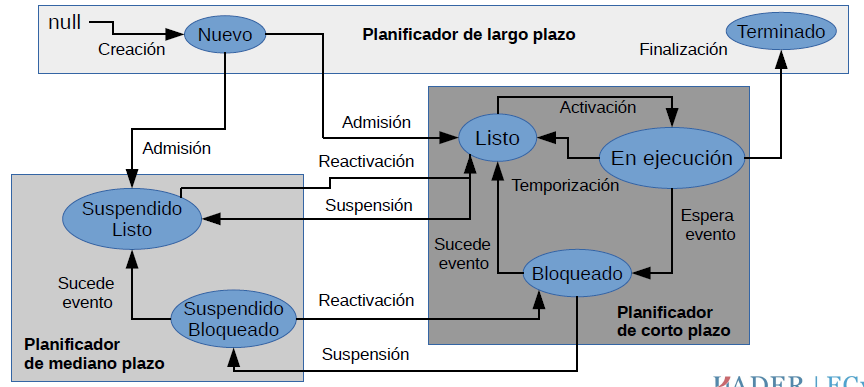 null
Creación
Nuevo
Planificador de largo plazo
Finalización
Terminado
Admisión
Admisión
Listo
Activación
En ejecución
Temporización
Reactivación
Suspensión
Suspendido
Listo
Espera
evento
Sucede
evento
Bloqueado
Sucede
evento
Suspendido
Bloqueado
Reactivación
Suspensión
Planificador
de corto plazo
Planificador
de mediano plazo